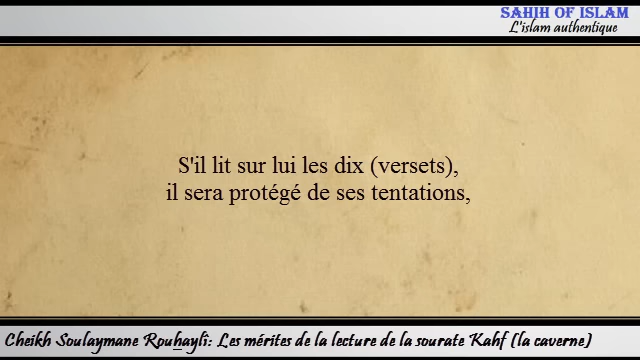 SAHIH OF ISLAM
L'islam authentique
S'il lit sur lui les dix (versets),
il sera protégé de ses tentations,
Cheikh Soulaymane Rouhaylî: Les mérites de la lecture de la sourate Kahf (la caverne)